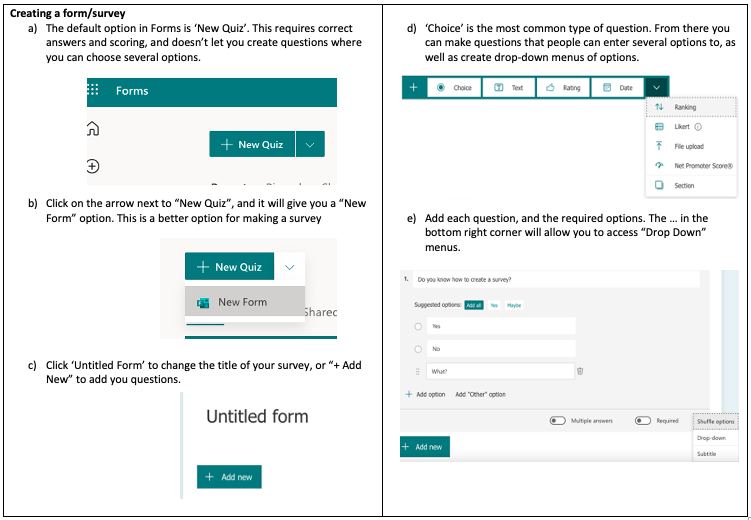 Creating a form/survey
a) The default option in Forms is ‘New Quiz’. This requires correct
answers and scoring, and doesn’t let you create questions where
you can choose several options.
Forms
+ New Quiz
b) Click on the arrow next to “New Quiz”, and it will give you a “New
Form” option. This is a better option for making a survey
+ New Quiz
New Form
Shared
c) Click ‘Untitled Form’ to change the title of your survey, or “+ Add
New” to add you questions.
Untitled form
+ Add new
d) ‘Choice’ is the most common type of question. From there you
can make questions that people can enter several options to, as
well as create drop-down menus of options.
+ Choice Text Rating Date
Ranking
Likert
File upload
Net Promoter Score®
Section
e) Add each question, and the required options. The … in the
bottom right corner will allow you to access “Drop Down”
menus.
1. Do you know how to create a survey?
Suggested options: Add all Yes Maybe
Yes
No
What?
+ Add option Add "Other" option
Multiple answers Required Shuffle options
Drop-down
Subtitle
+ Add new